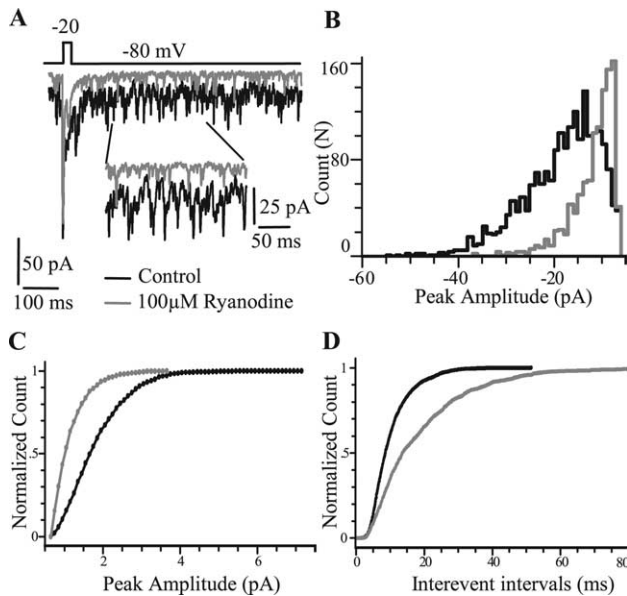 A
-20
-80 mV
25 pA
50 ms
50 pA
100 ms
Control
100μM Ryanodine
B
160
80
0
Count (N)
-60 -40 -20
Peak Amplitude (pA)
C
1
.5
0
Normalized Count
2 4 6
Peak Amplitude (pA)
D
1
.5
0
Normalized Count
0 20 40 60 80
Interevent intervals (ms)